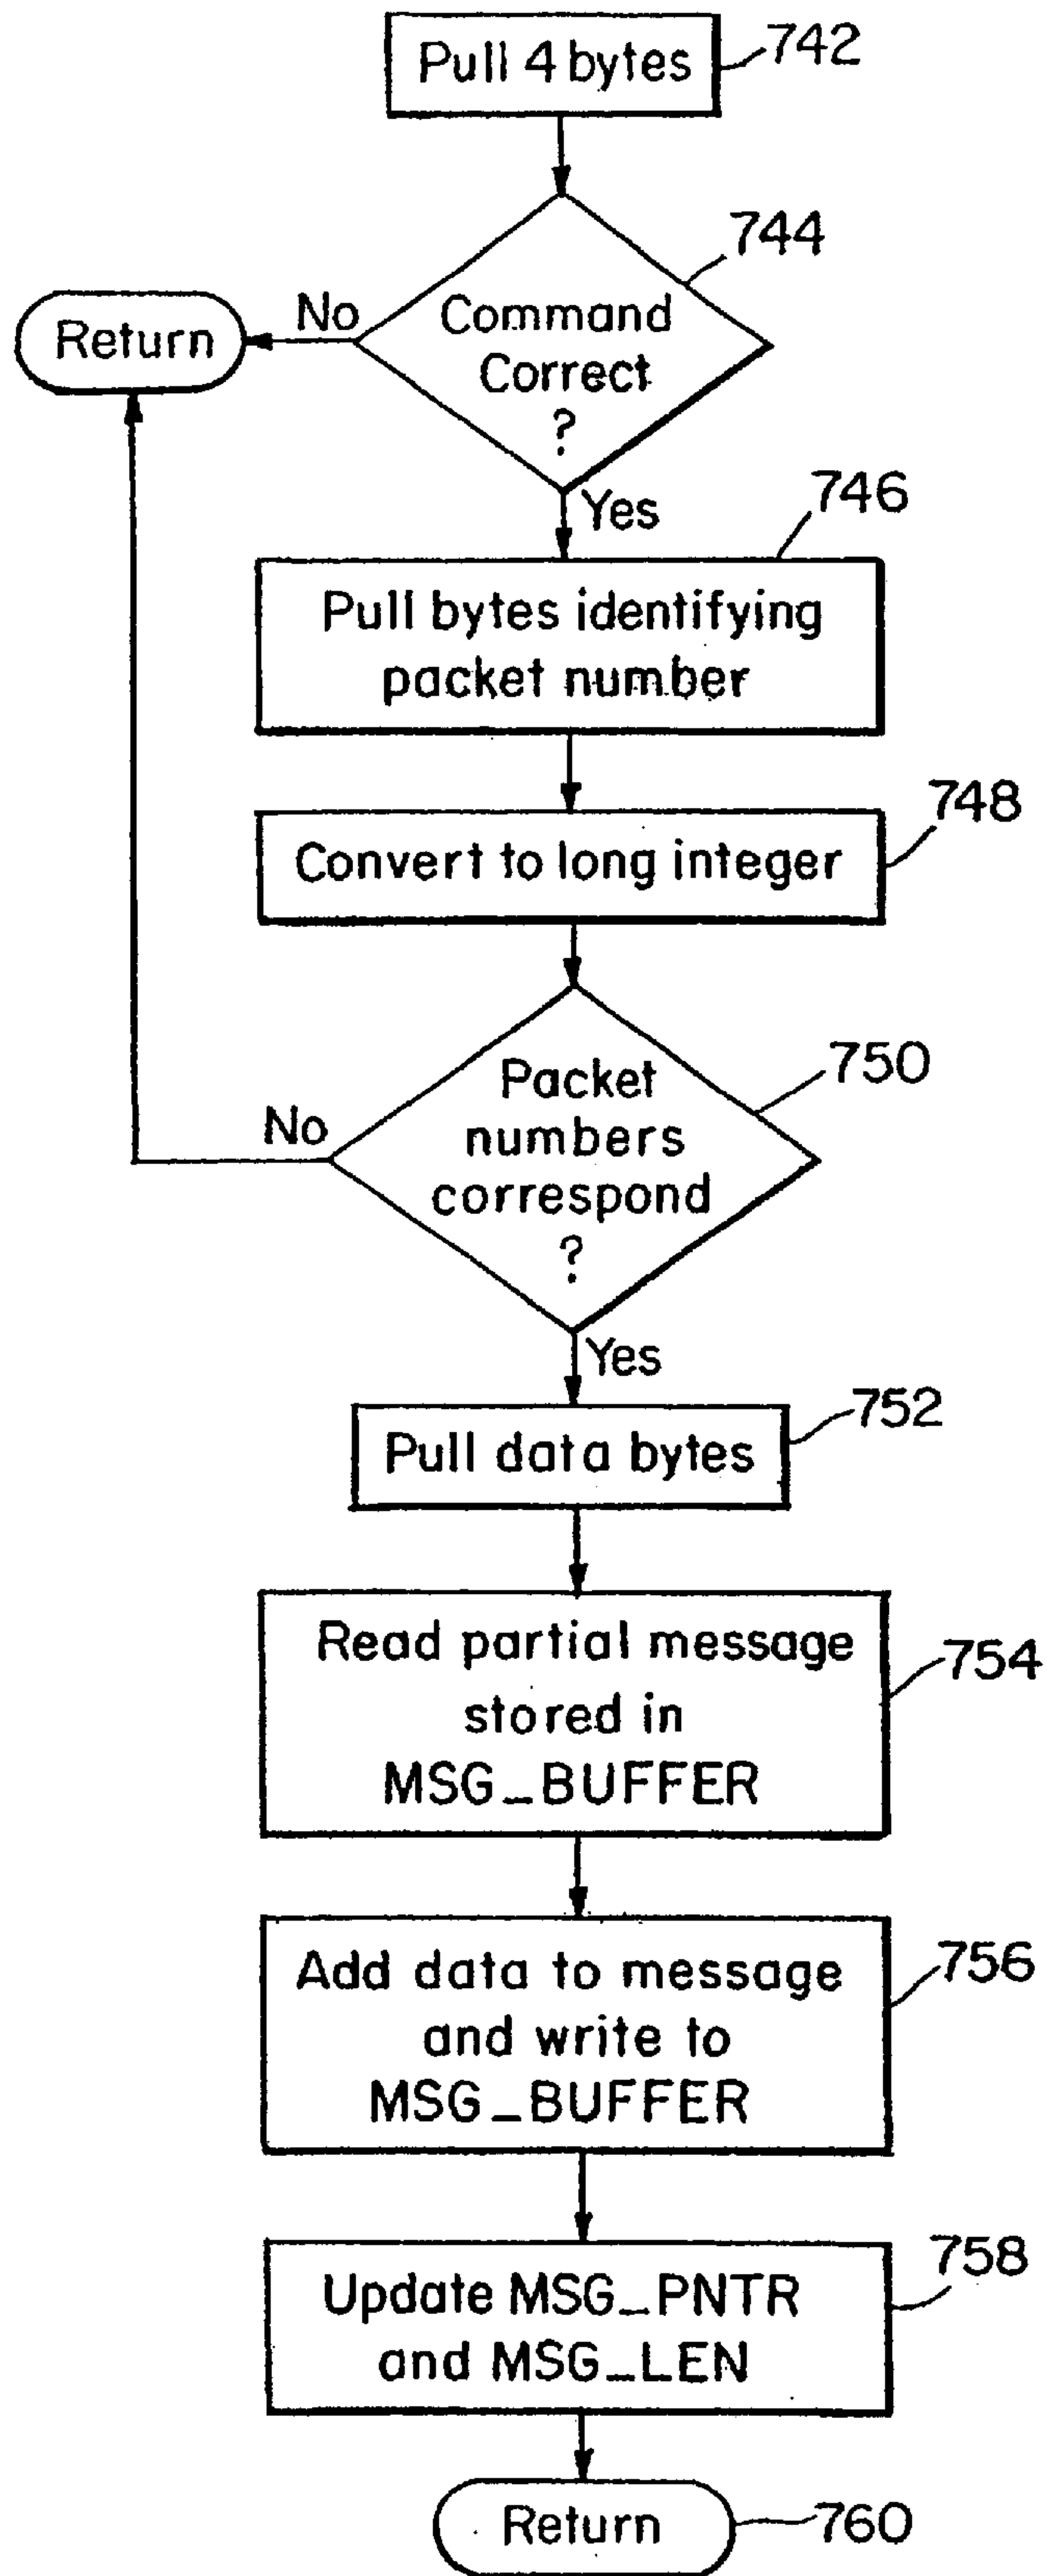 Pull 4 bytes
742
744
Command
Correct
?
No
Return
Yes
746
Pull bytes identifying
packet number
748
Convert to long integer
750
Packet
numbers
correspond
?
No
Yes
752
Pull data bytes
754
Read partial message
stored in
MSG_BUFFER
756
Add data to message
and write to
MSG_BUFFER
758
Update MSG_PNTR
and MSG_LEN
Return
760